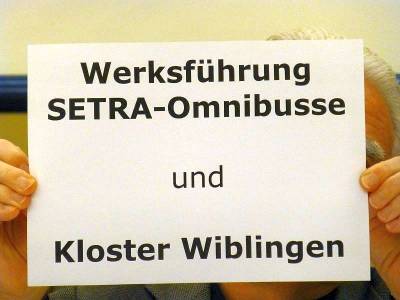 Werksführung
SETRA-Omnibusse
und
Kloster Wiblingen